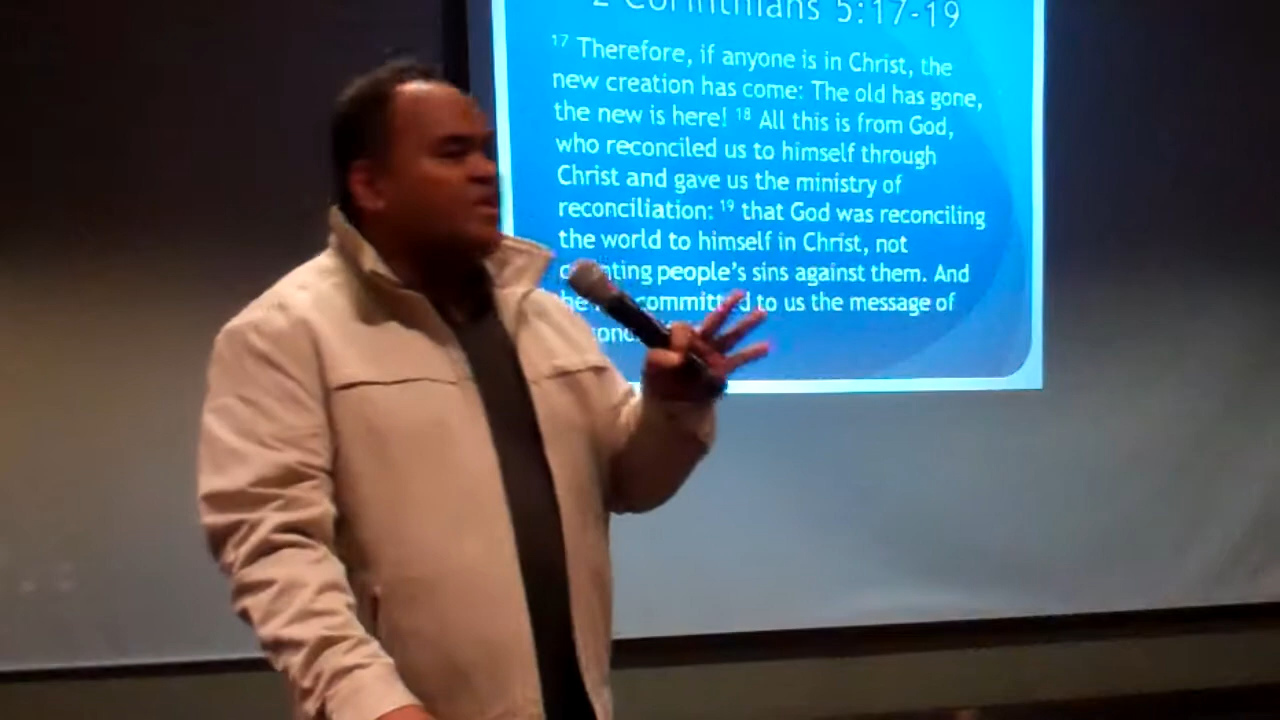 2 Corinthians 5:17-19
17 Therefore, if anyone is in Christ, the
new creation has come: The old has gone,
the new is here! 18 All this is from God,
who reconciled us to himself through
Christ and gave us the ministry of
reconciliation: 19 that God was reconciling
the world to himself in Christ, not
people's sins against them. And
he committed to us the message of